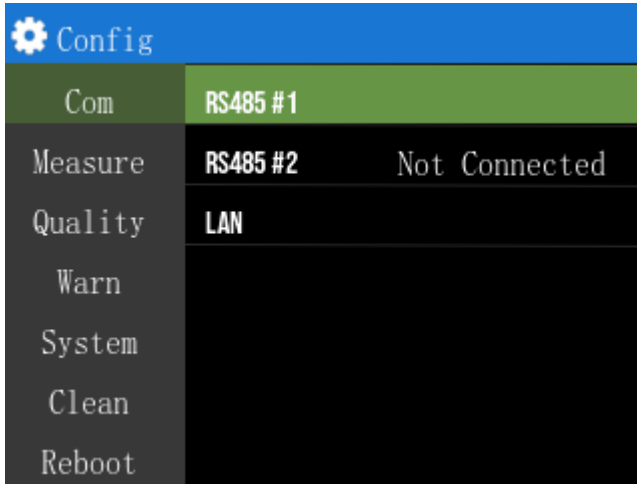 Config
Com
RS485 #1
Measure
RS485 #2
Not Connected
Quality
LAN
Warn
System
Clean
Reboot